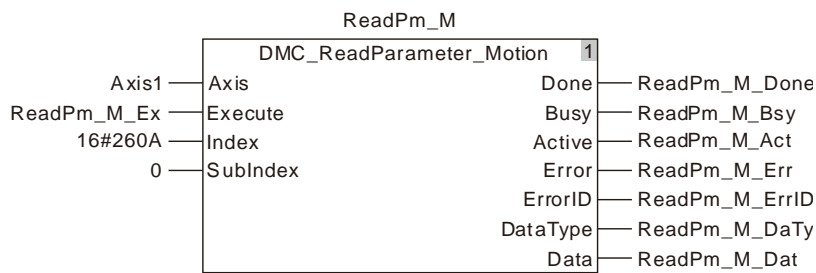 ReadPm_M
DMC_ReadParameter_Motion 1
Axis1 Axis Done ReadPm_M_Done
ReadPm_M_Ex Execute Busy ReadPm_M_Bsy
16#260A Index Active ReadPm_M_Act
0 SubIndex Error ReadPm_M_Err
ErrorID ReadPm_M_ErrID
DataType ReadPm_M_DaTy
Data ReadPm_M_Dat